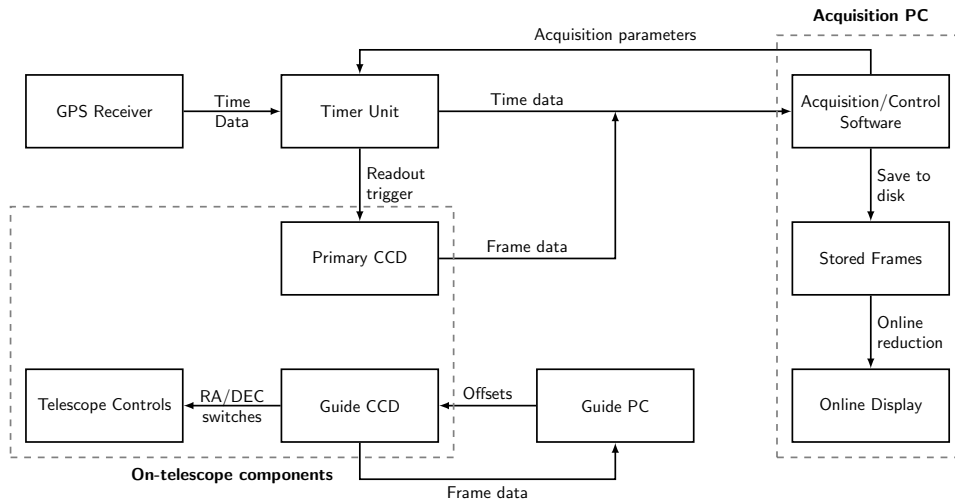 Acquisition PC
Acquisition parameters
GPS Receiver
Time
Data
Timer Unit
Time data
Acquisition/Control
Software
Readout
trigger
Save to
disk
Primary CCD
Frame data
Stored Frames
Online
reduction
Telescope Controls
RA/DEC
switches
Guide CCD
Offsets
Guide PC
Online Display
On-telescope components
Frame data